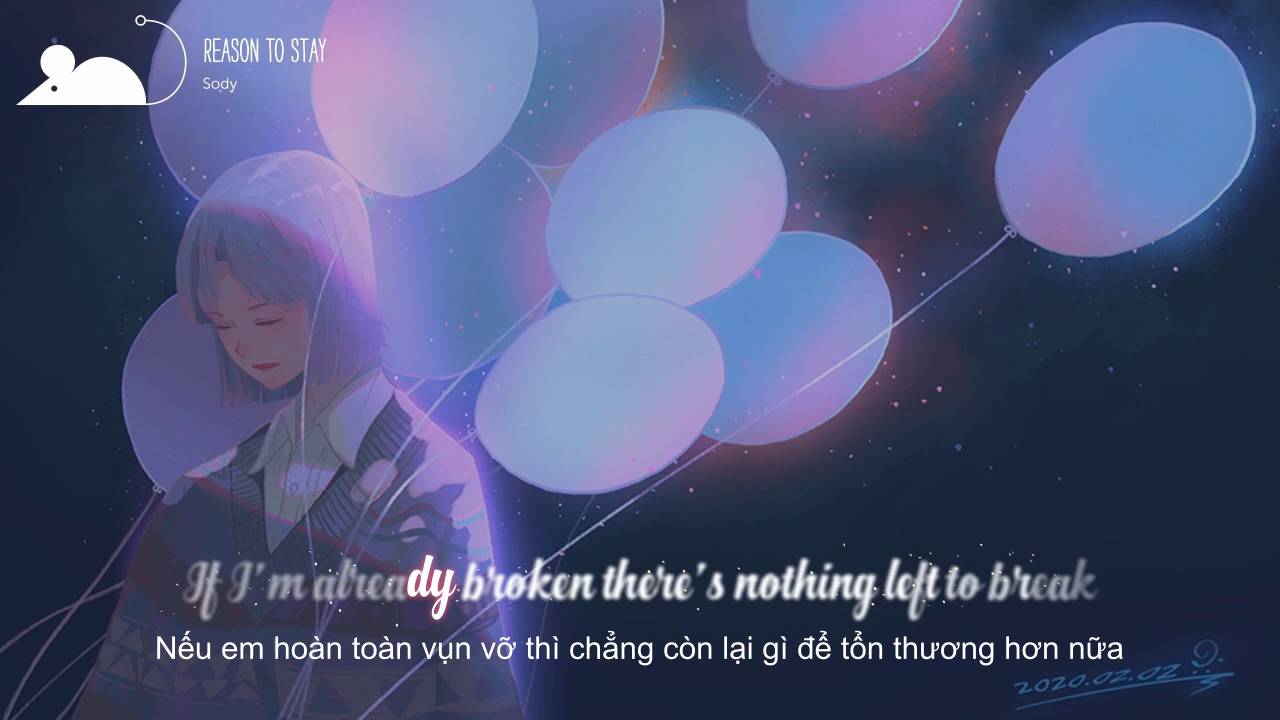 REASON TO STAY
Sody
If I'm already broken there's nothing left to break
Nếu em hoàn toàn vụn vỡ thì chẳng còn lại gì để tổn thương hơn nữa
2020.02.02